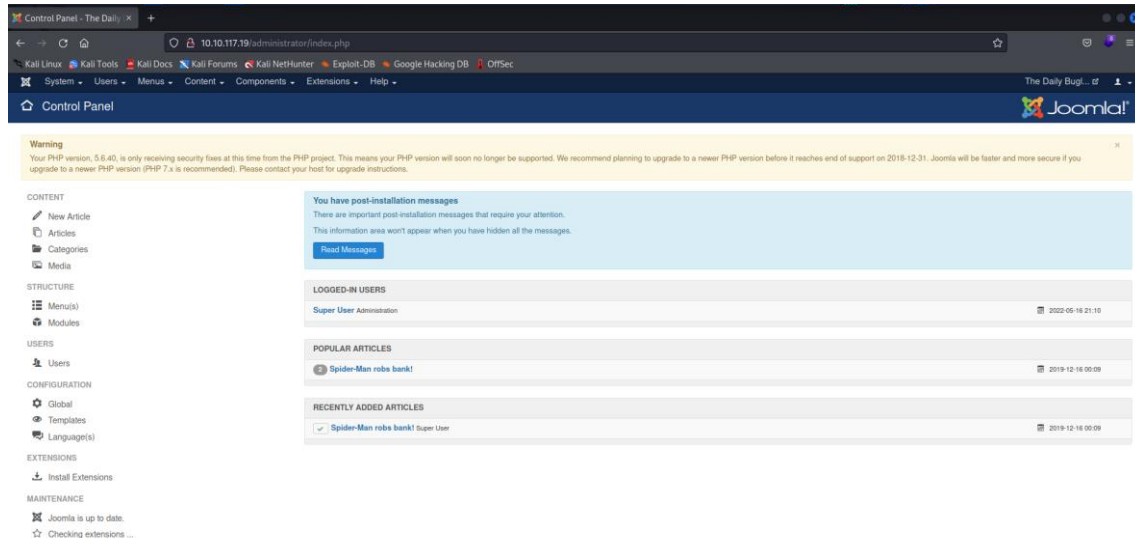 Control Panel - The Daily
10.10.117.19/administrator/index.php
Kali Linux Kali Tools Kali Docs Kali Forums Kali NetHunter Exploit-DB Google Hacking DB OffSec
System Users Menus Content Components Extensions Help The Daily Bugl...
Control Panel Joomla!
Warning
Your PHP version, 5.6.40, is only receiving security fixes at this time from the PHP project. This means your PHP version will soon no longer be supported. We recommend planning to upgrade to a newer PHP version before it reaches end of support on 2018-12-31. Joomla will be faster and more secure if you
upgrade to a newer PHP version (PHP 7.x is recommended). Please contact your host for upgrade instructions.
CONTENT
New Article
Articles
Categories
Media
STRUCTURE
Menu(s)
Modules
USERS
Users
CONFIGURATION
Global
Templates
Language(s)
EXTENSIONS
Install Extensions
MAINTENANCE
Joomla is up to date.
Checking extensions ...
You have post-installation messages
There are important post-installation messages that require your attention.
This information area won't appear when you have hidden all the messages.
Read Messages
LOGGED-IN USERS
Super User Administration 2022-05-16 21:10
POPULAR ARTICLES
2 Spider-Man robs bank! 2019-12-16 00:09
RECENTLY ADDED ARTICLES
Spider-Man robs bank! Super User 2019-12-16 00:09